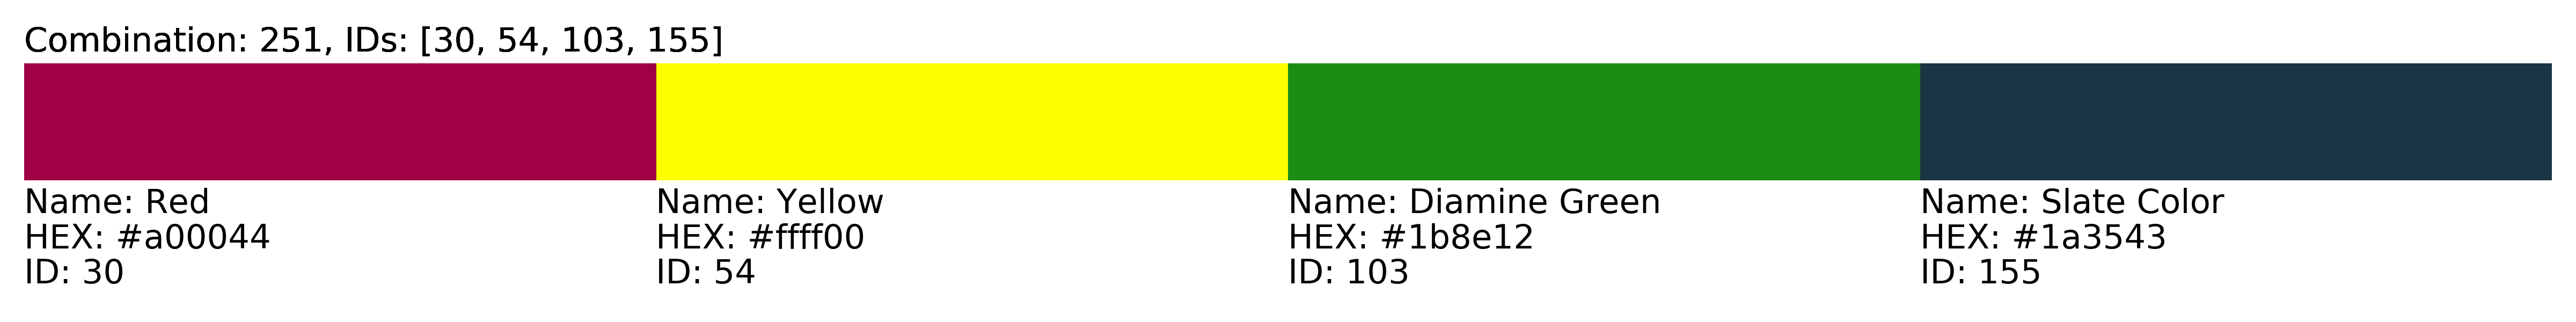 Combination: 251, IDs: [30, 54, 103, 155]
Name: Red
HEX: #a00044
ID: 30
Name: Yellow
HEX: #ffff00
ID: 54
Name: Diamine Green
HEX: #1b8e12
ID: 103
Name: Slate Color
HEX: #1a3543
ID: 155